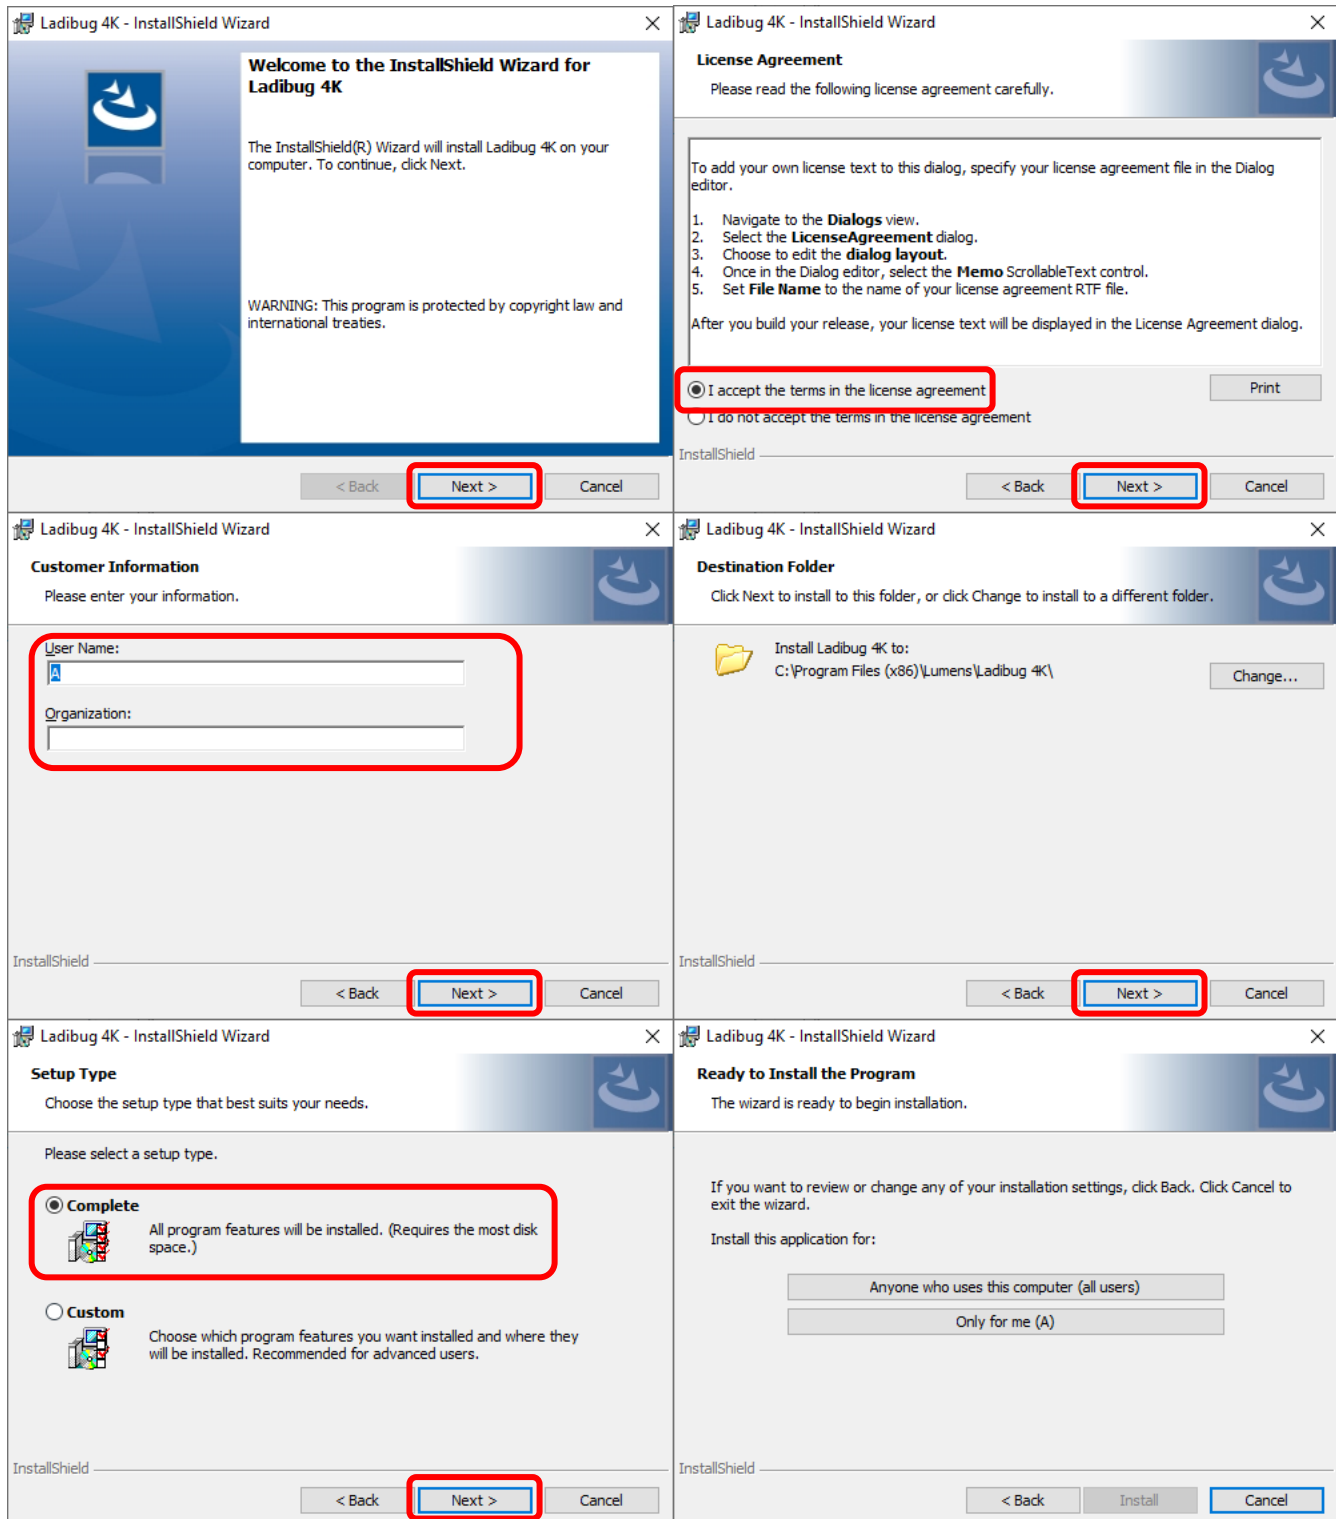 Ladibug 4K - InstallShield Wizard
Welcome to the InstallShield Wizard for
Ladibug 4K
The InstallShield(R) Wizard will install Ladibug 4K on your
computer. To continue, click Next.
WARNING: This program is protected by copyright law and
international treaties.
< Back
Next >
Cancel
Ladibug 4K - InstallShield Wizard
License Agreement
Please read the following license agreement carefully.
To add your own license text to this dialog, specify your license agreement file in the Dialog
editor.
1. Navigate to the Dialogs view.
2. Select the LicenseAgreement dialog.
3. Choose to edit the dialog layout.
4. Once in the Dialog editor, select the Memo ScrollableText control.
5. Set File Name to the name of your license agreement RTF file.
After you build your release, your license text will be displayed in the License Agreement dialog.
I accept the terms in the license agreement
Print
I do not accept the terms in the license agreement
InstallShield
< Back
Next >
Cancel
Ladibug 4K - InstallShield Wizard
Customer Information
Please enter your information.
User Name:
A
Organization:
InstallShield
< Back
Next >
Cancel
Ladibug 4K - InstallShield Wizard
Destination Folder
Click Next to install to this folder, or click Change to install to a different folder.
Install Ladibug 4K to:
C:\Program Files (x86)\Lumens\Ladibug 4K\
Change...
InstallShield
< Back
Next >
Cancel
Ladibug 4K - InstallShield Wizard
Setup Type
Choose the setup type that best suits your needs.
Please select a setup type.
Complete
All program features will be installed. (Requires the most disk
space.)
Custom
Choose which program features you want installed and where they
will be installed. Recommended for advanced users.
InstallShield
< Back
Next >
Cancel
Ladibug 4K - InstallShield Wizard
Ready to Install the Program
The wizard is ready to begin installation.
If you want to review or change any of your installation settings, click Back. Click Cancel to
exit the wizard.
Install this application for:
Anyone who uses this computer (all users)
Only for me (A)
InstallShield
< Back
Install
Cancel